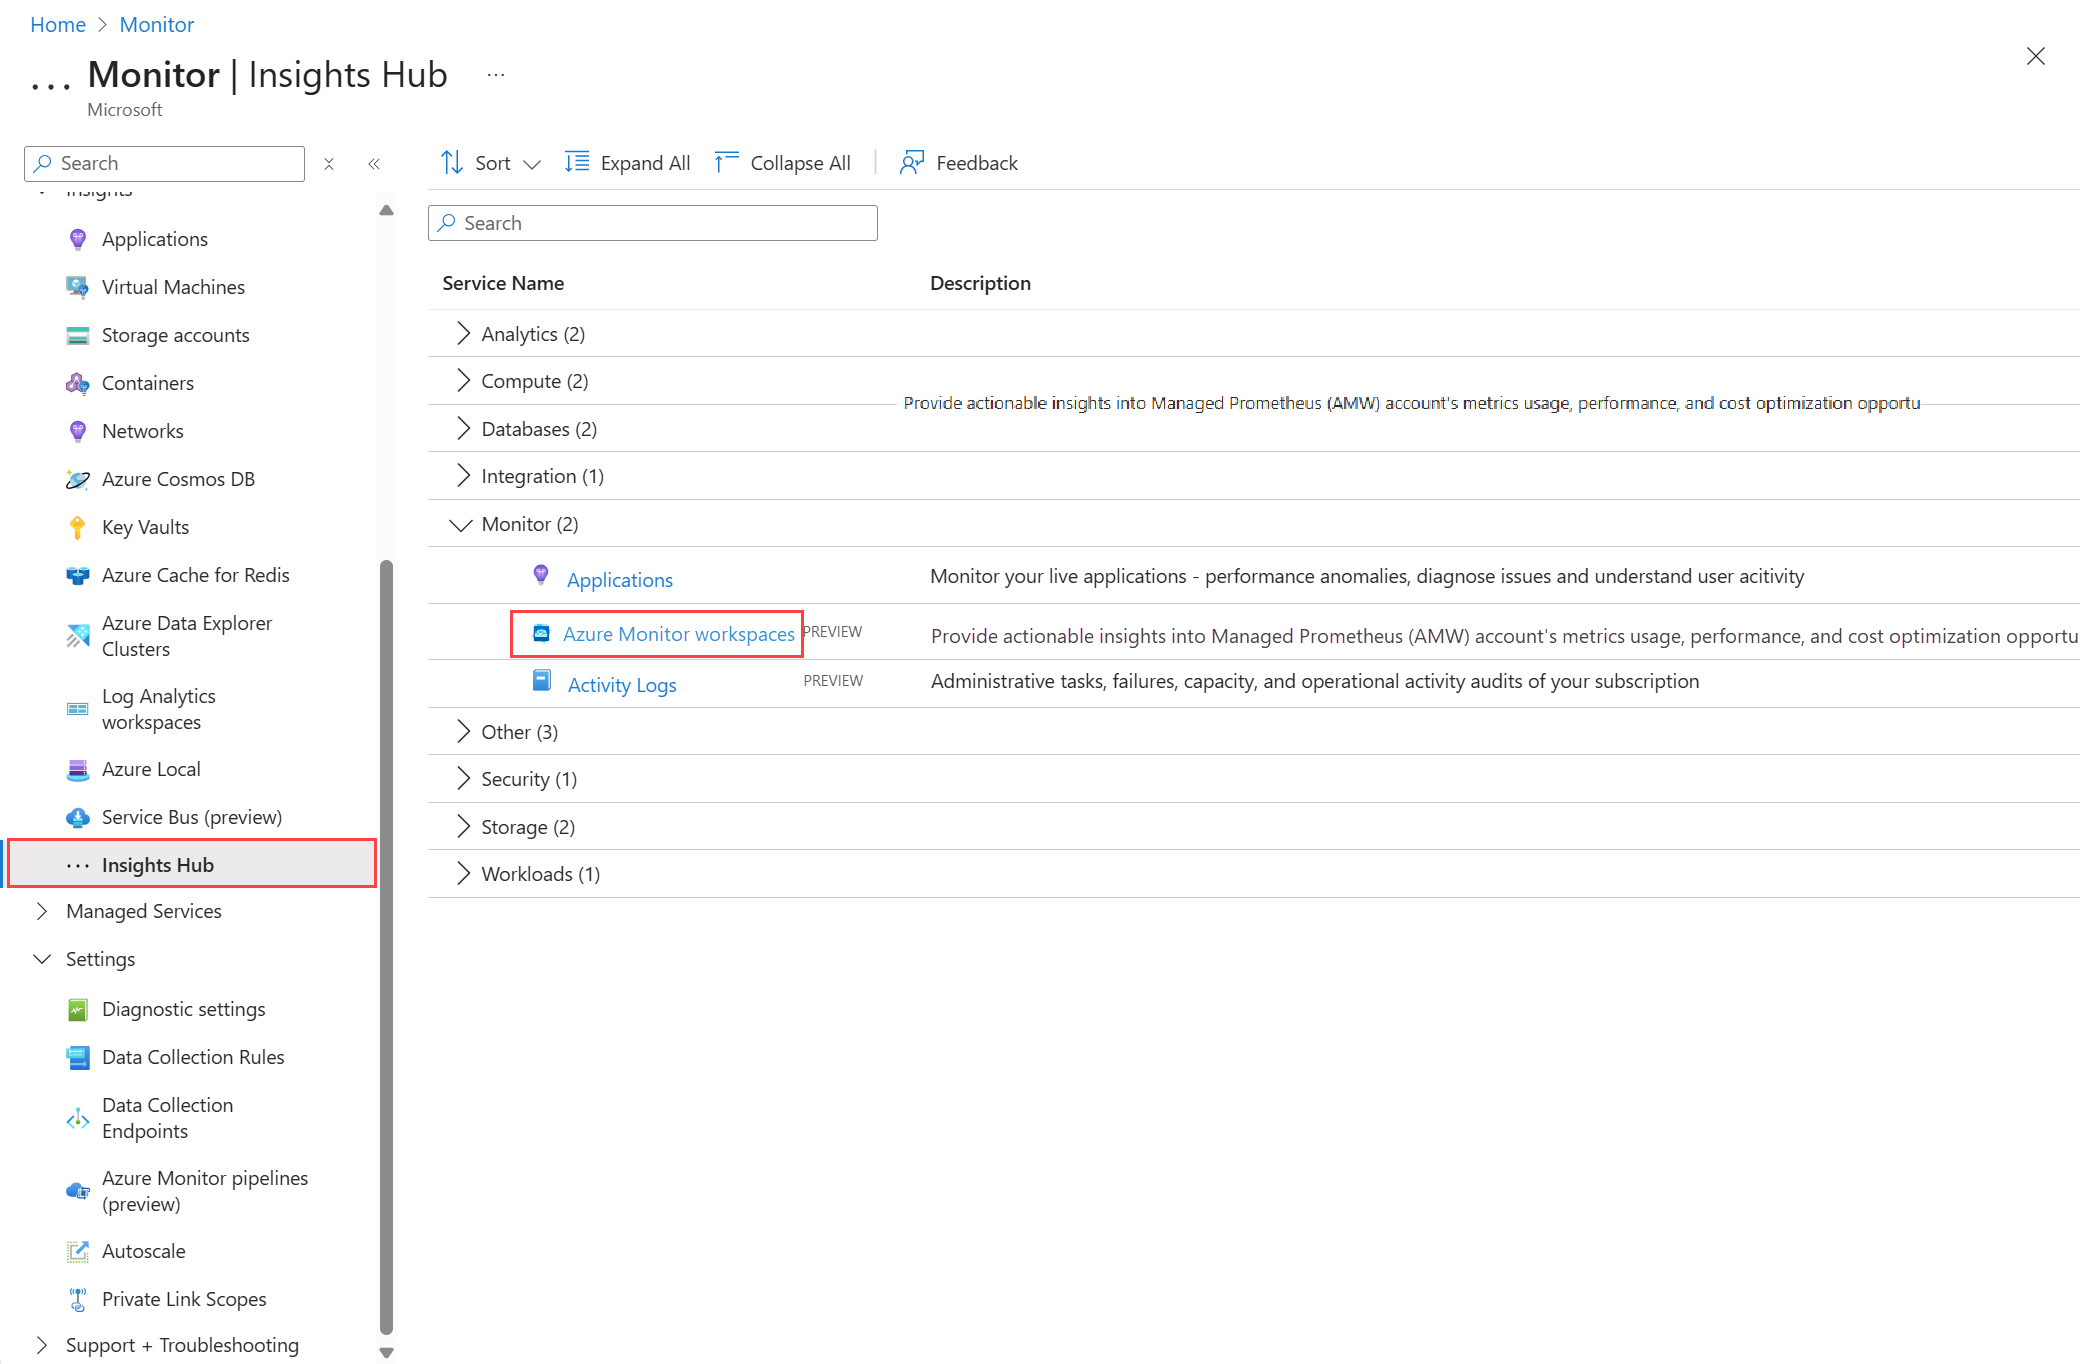 Home > Monitor
... Monitor | Insights Hub ...
Microsoft
Search
Insights
Applications
Virtual Machines
Storage accounts
Containers
Networks
Azure Cosmos DB
Key Vaults
Azure Cache for Redis
Azure Data Explorer
Clusters
Log Analytics
workspaces
Azure Local
Service Bus (preview)
Insights Hub
Managed Services
Settings
Diagnostic settings
Data Collection Rules
Data Collection
Endpoints
Azure Monitor pipelines
(preview)
Autoscale
Private Link Scopes
Support + Troubleshooting
Sort Expand All Collapse All Feedback
Search
Service Name Description
Analytics (2)
Compute (2)
Provide actionable insights into Managed Prometheus (AMW) account's metrics usage, performance, and cost optimization opportu
Databases (2)
Integration (1)
Monitor (2)
Applications Monitor your live applications - performance anomalies, diagnose issues and understand user acitivity
Azure Monitor workspaces PREVIEW Provide actionable insights into Managed Prometheus (AMW) account's metrics usage, performance, and cost optimization opportu
Activity Logs PREVIEW Administrative tasks, failures, capacity, and operational activity audits of your subscription
Other (3)
Security (1)
Storage (2)
Workloads (1)